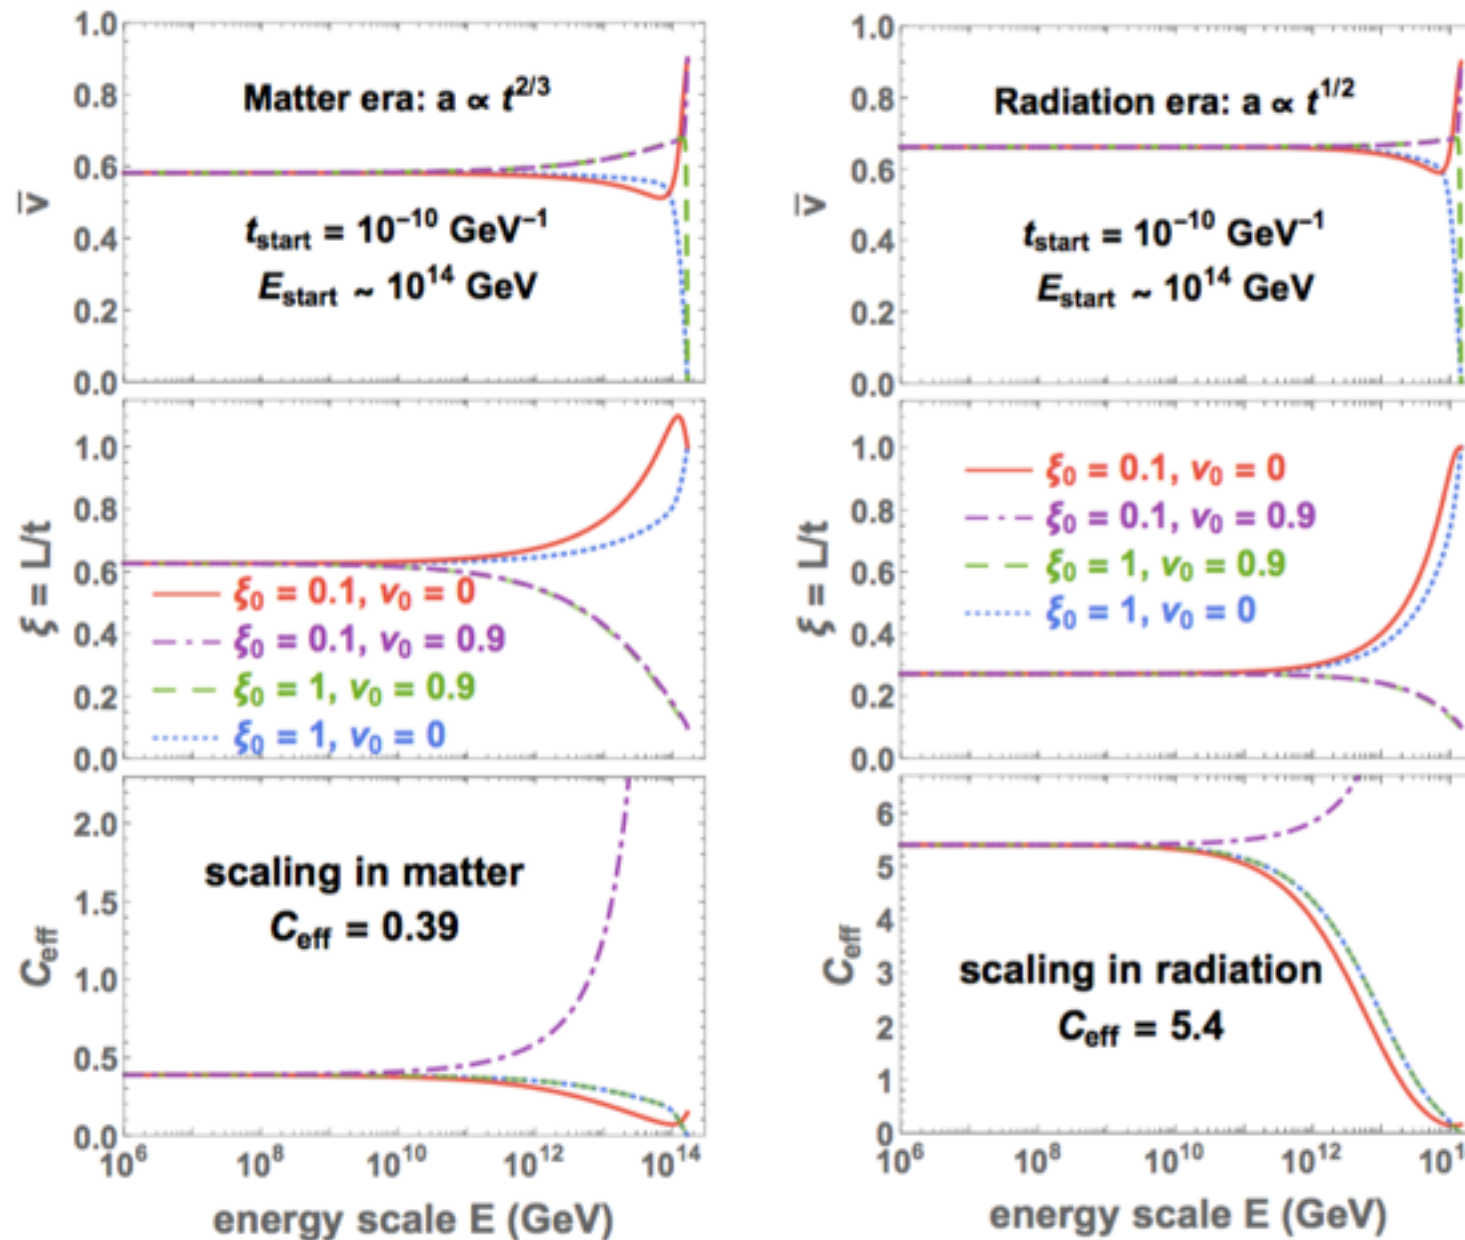 1.0
0.8
0.6
0.4
0.2
0.0
v̄
Matter era: a ∝ t^{2/3}
t_start = 10^{−10} GeV^{−1}
E_start ~ 10^{14} GeV
1.0
0.8
0.6
0.4
0.2
0.0
v̄
Radiation era: a ∝ t^{1/2}
t_start = 10^{−10} GeV^{−1}
E_start ~ 10^{14} GeV
1.0
0.8
0.6
0.4
0.2
0.0
ξ = L/t
ξ₀ = 0.1, v₀ = 0
ξ₀ = 0.1, v₀ = 0.9
ξ₀ = 1, v₀ = 0.9
ξ₀ = 1, v₀ = 0
1.0
0.8
0.6
0.4
0.2
0.0
ξ = L/t
ξ₀ = 0.1, v₀ = 0
ξ₀ = 0.1, v₀ = 0.9
ξ₀ = 1, v₀ = 0.9
ξ₀ = 1, v₀ = 0
2.0
1.5
1.0
0.5
0.0
C_eff
scaling in matter
C_eff = 0.39
10^6 10^8 10^{10} 10^{12} 10^{14}
energy scale E (GeV)
6
5
4
3
2
1
0
C_eff
scaling in radiation
C_eff = 5.4
10^6 10^8 10^{10} 10^{12}
energy scale E (GeV)